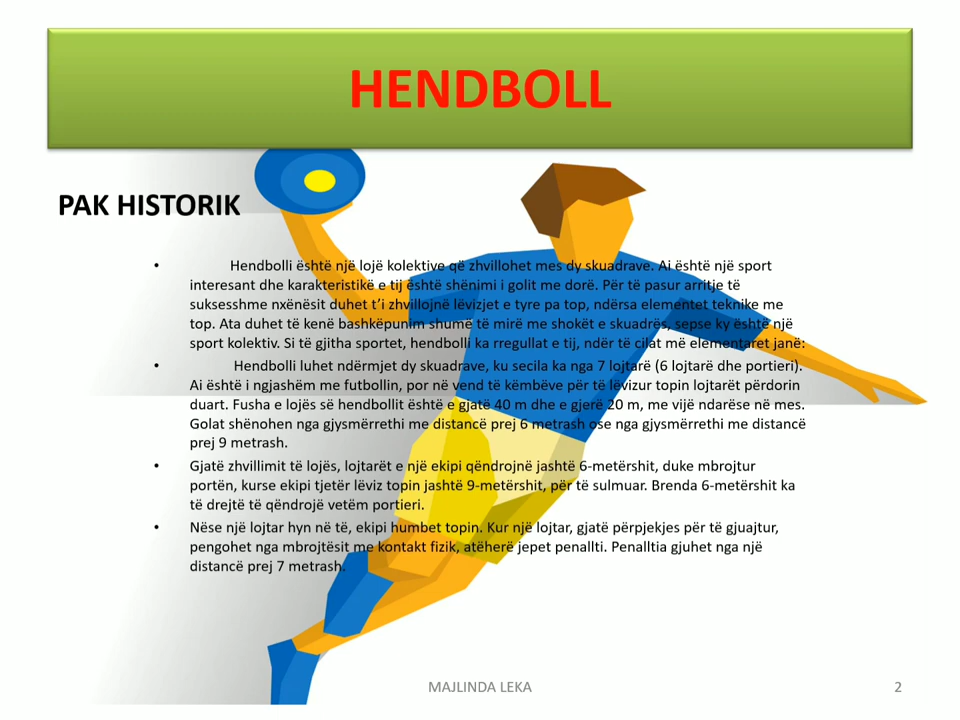 HENDBOLL
PAK HISTORIK
• Hendbolli është një lojë kolektive që zhvillohet mes dy skuadrave. Ai është një sport
interesant dhe karakteristikë e tij është shënimi i golit me dorë. Për të pasur arritje të
suksesshme nxënësit duhet t’i zhvillojnë lëvizjet e tyre pa top, ndërsa elementet teknike me
top. Ata duhet të kenë bashkëpunim shumë të mirë me shokët e skuadrës, sepse ky është një
sport kolektiv. Si të gjitha sportet, hendbolli ka rregullat e tij, ndër të cilat më elementaret janë:
• Hendbolli luhet ndërmjet dy skuadrave, ku secila ka nga 7 lojtarë (6 lojtarë dhe portieri).
Ai është i ngjashëm me futbollin, por në vend të këmbëve për të lëvizur topin lojtarët përdorin
duart. Fusha e lojës së hendbollit është e gjatë 40 m dhe e gjerë 20 m, me vijë ndarëse në mes.
Golat shënohen nga gjysmërrethi me distancë prej 6 metrash ose nga gjysmërrethi me distancë
prej 9 metrash.
• Gjatë zhvillimit të lojës, lojtarët e një ekipi qëndrojnë jashtë 6-metërshit, duke mbrojtur
portën, kurse ekipi tjetër lëviz topin jashtë 9-metërshit, për të sulmuar. Brenda 6-metërshit ka
të drejtë të qëndrojë vetëm portieri.
• Nëse një lojtar hyn në të, ekipi humbet topin. Kur një lojtar, gjatë përpjekjes për të gjuajtur,
pengohet nga mbrojtësit me kontakt fizik, atëherë jepet penallti. Penalltia gjuhet nga një
distancë prej 7 metrash.
MAJLINDA LEKA
2